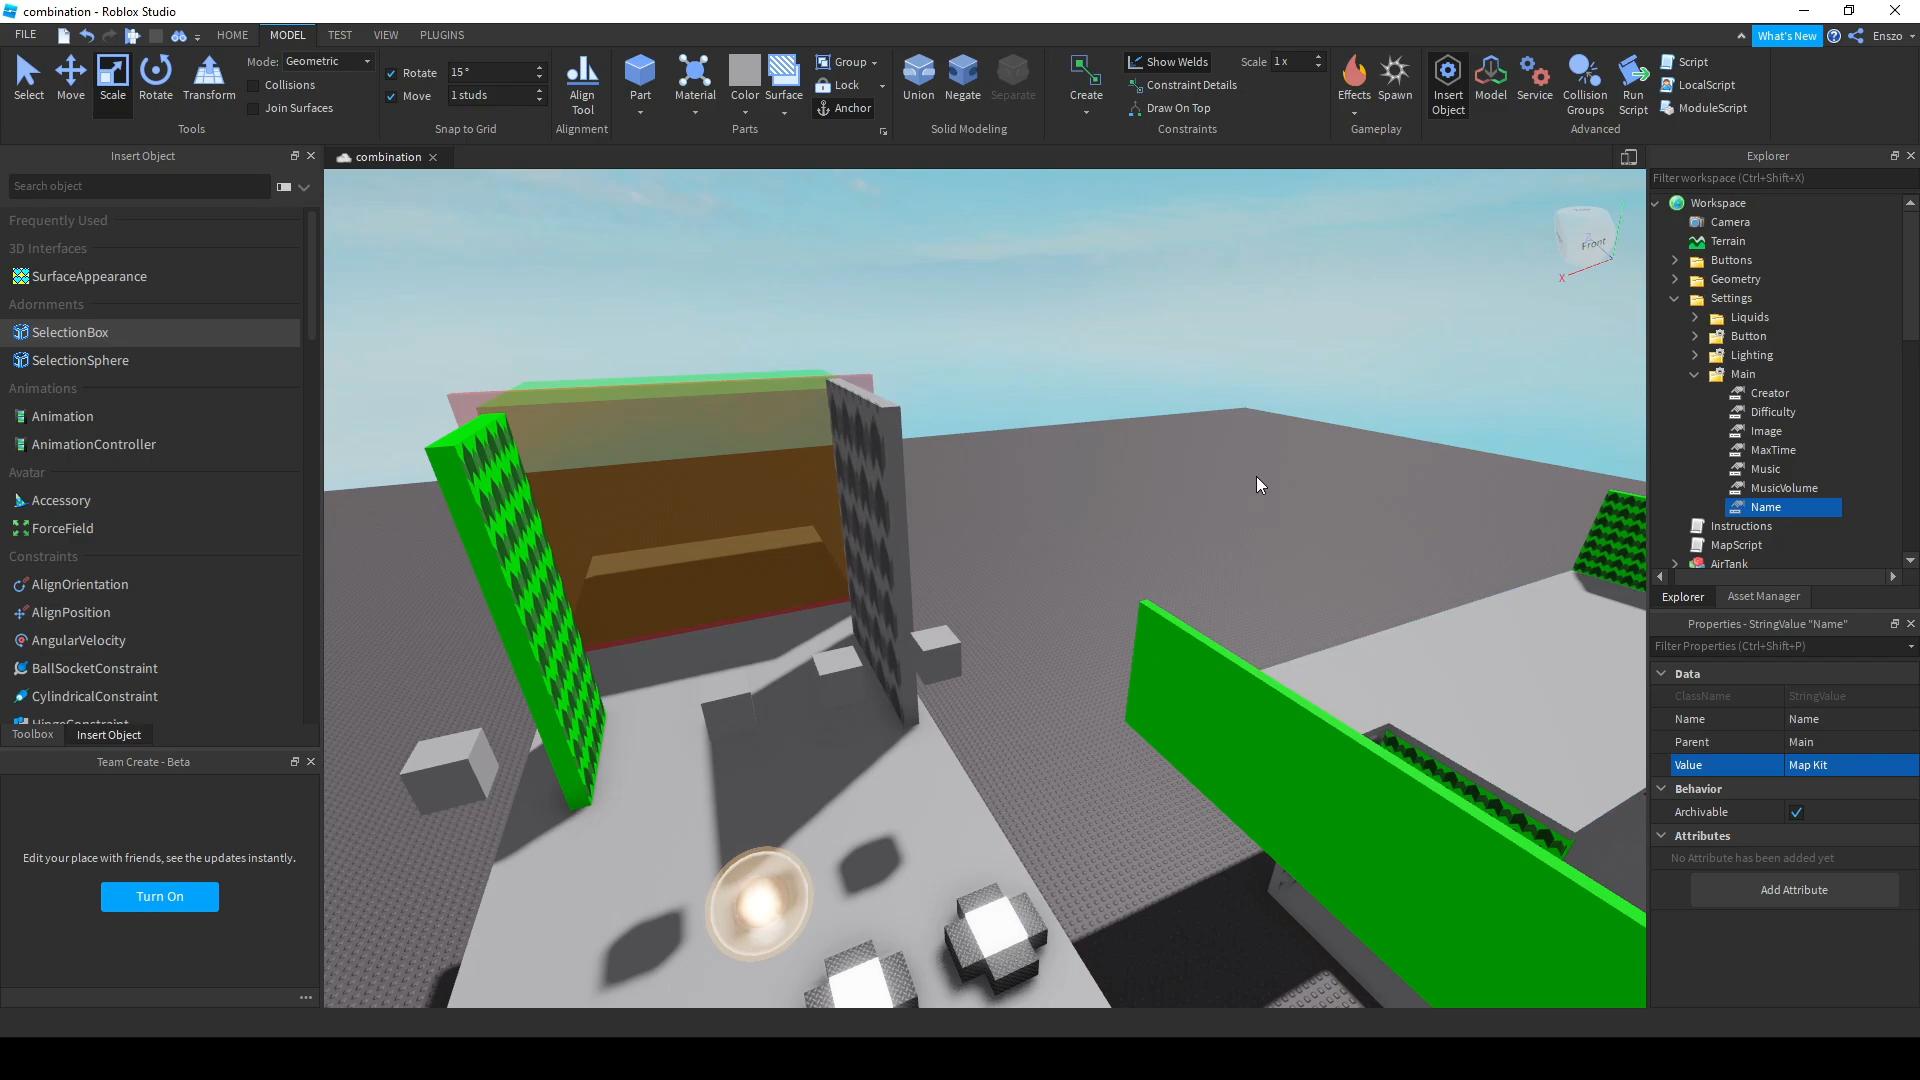 combination - Roblox Studio
FILE HOME MODEL TEST VIEW PLUGINS What's New Enszo
Select Move Scale Rotate Transform
Mode: Geometric
Collisions
Join Surfaces
Tools
Rotate 15°
Move 1 studs
Snap to Grid
Align Tool
Alignment
Part Material Color Surface
Group
Lock
Anchor
Parts
Union Negate Separate
Solid Modeling
Create
Show Welds
Constraint Details
Draw On Top
Scale 1 x
Constraints
Effects Spawn
Gameplay
Insert Object Model Service Collision Groups Run Script
Script
LocalScript
ModuleScript
Advanced
Insert Object
Search object
Frequently Used
3D Interfaces
SurfaceAppearance
Adornments
SelectionBox
SelectionSphere
Animations
Animation
AnimationController
Avatar
Accessory
ForceField
Constraints
AlignOrientation
AlignPosition
AngularVelocity
BallSocketConstraint
CylindricalConstraint
HingeConstraint
Toolbox Insert Object
Team Create - Beta
Edit your place with friends, see the updates instantly.
Turn On
combination
Front
X
Explorer
Filter workspace (Ctrl+Shift+X)
Workspace
Camera
Terrain
Buttons
Geometry
Settings
Liquids
Button
Lighting
Main
Creator
Difficulty
Image
MaxTime
Music
MusicVolume
Name
Instructions
MapScript
AirTank
Explorer Asset Manager
Properties - StringValue "Name"
Filter Properties (Ctrl+Shift+P)
Data
ClassName StringValue
Name Name
Parent Main
Value Map Kit
Behavior
Archivable
Attributes
No Attribute has been added yet
Add Attribute